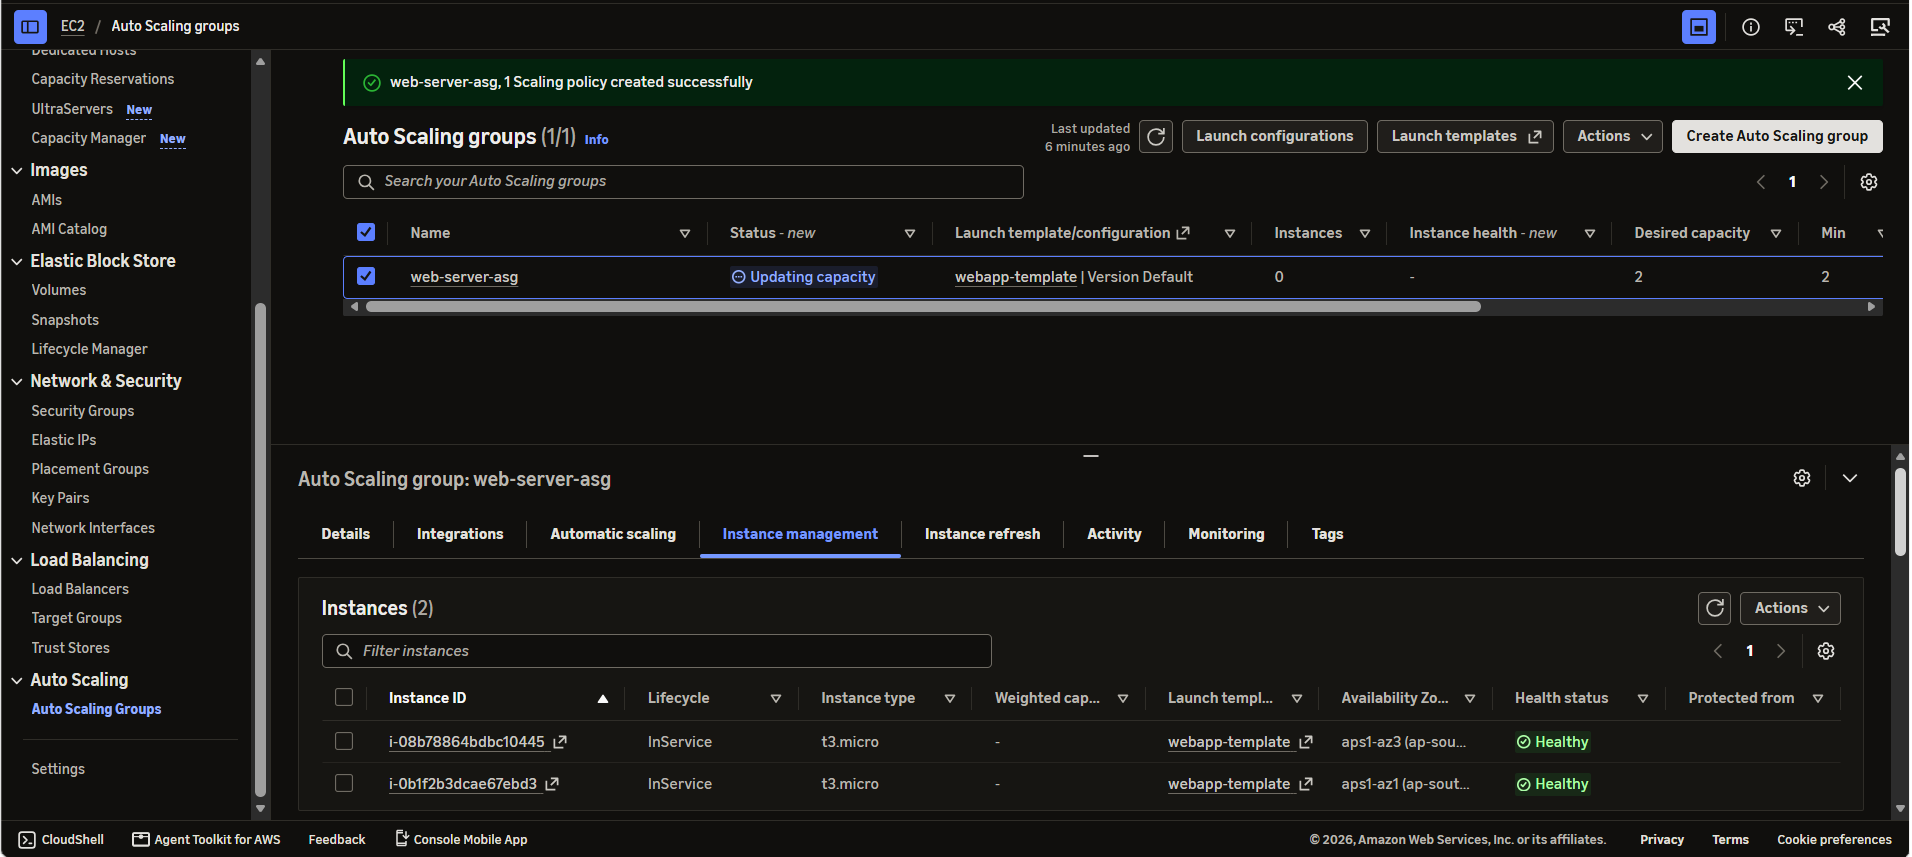 EC2 / Auto Scaling groups
Dedicated Hosts
Capacity Reservations
UltraServers New
Capacity Manager New
Images
AMIs
AMI Catalog
Elastic Block Store
Volumes
Snapshots
Lifecycle Manager
Network & Security
Security Groups
Elastic IPs
Placement Groups
Key Pairs
Network Interfaces
Load Balancing
Load Balancers
Target Groups
Trust Stores
Auto Scaling
Auto Scaling Groups
Settings
web-server-asg, 1 Scaling policy created successfully
Auto Scaling groups (1/1) Info
Last updated
6 minutes ago
Launch configurations
Launch templates
Actions
Create Auto Scaling group
Search your Auto Scaling groups
1
Name Status - new Launch template/configuration Instances Instance health - new Desired capacity Min
web-server-asg Updating capacity webapp-template | Version Default 0 - 2 2
Auto Scaling group: web-server-asg
Details Integrations Automatic scaling Instance management Instance refresh Activity Monitoring Tags
Instances (2)
Actions
Filter instances
1
Instance ID Lifecycle Instance type Weighted cap... Launch templ... Availability Zo... Health status Protected from
i-08b78864bdbc10445 InService t3.micro - webapp-template aps1-az3 (ap-sou... Healthy
i-0b1f2b3dcae67ebd3 InService t3.micro - webapp-template aps1-az1 (ap-sout... Healthy
CloudShell Agent Toolkit for AWS Feedback Console Mobile App © 2026, Amazon Web Services, Inc. or its affiliates. Privacy Terms Cookie preferences